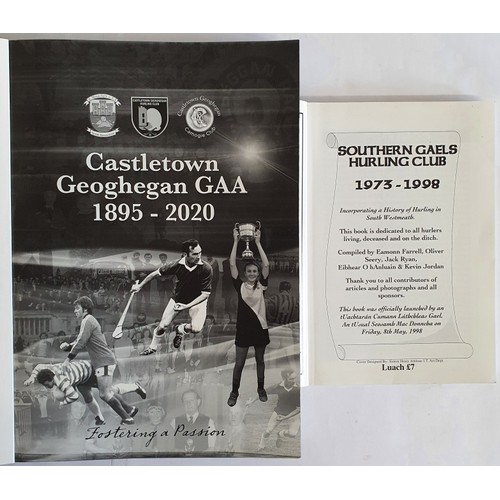 Castletown Geoghegan
Camogie Club
Castletown
Geoghegan GAA
1895 - 2020
Fostering a Passion
SOUTHERN GAELS
HURLING CLUB
1973 - 1998
Incorporating a History of Hurling in
South Westmeath.
This book is dedicated to all hurlers
living, deceased and on the ditch.
Compiled by Eamonn Farrell, Oliver
Seery, Jack Ryan,
Eibhear O hAnluain & Kevin Jordan
Thank you to all contributors of
articles and photographs and all
sponsors.
This book was officially launched by an
tUachtarán Cumann Lúthchleas Gael,
An tUasal Seosamh Mac Donncha on
Friday, 8th May, 1998
Luach £7